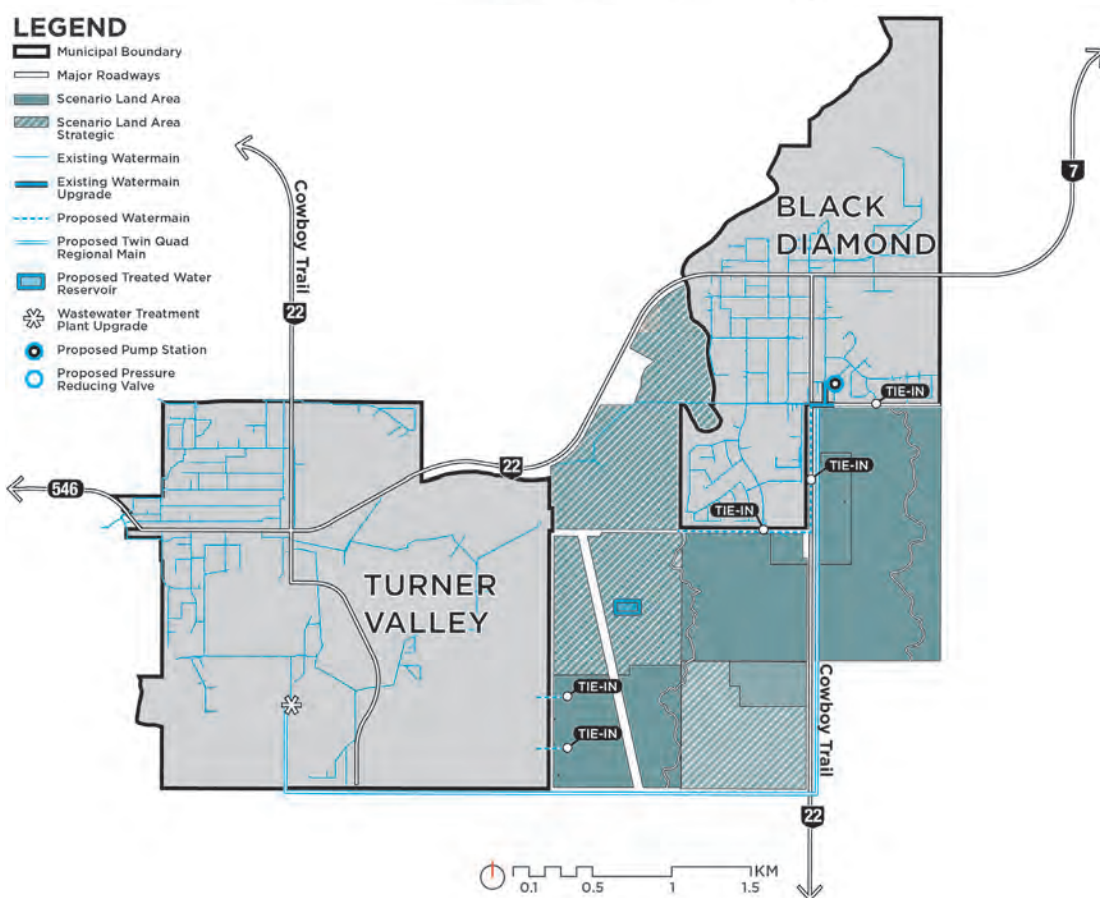 LEGEND
Municipal Boundary
Major Roadways
Scenario Land Area
Scenario Land Area
Strategic
Existing Watermain
Existing Watermain
Upgrade
Proposed Watermain
Proposed Twin Quad
Regional Main
Proposed Treated Water
Reservoir
Wastewater Treatment
Plant Upgrade
Proposed Pump Station
Proposed Pressure
Reducing Valve
Cowboy Trail
22
7
BLACK
DIAMOND
TIE-IN
22
546
TIE-IN
TIE-IN
TURNER
VALLEY
TIE-IN
TIE-IN
Cowboy Trail
22
KM
0.1
0.5
1
1.5